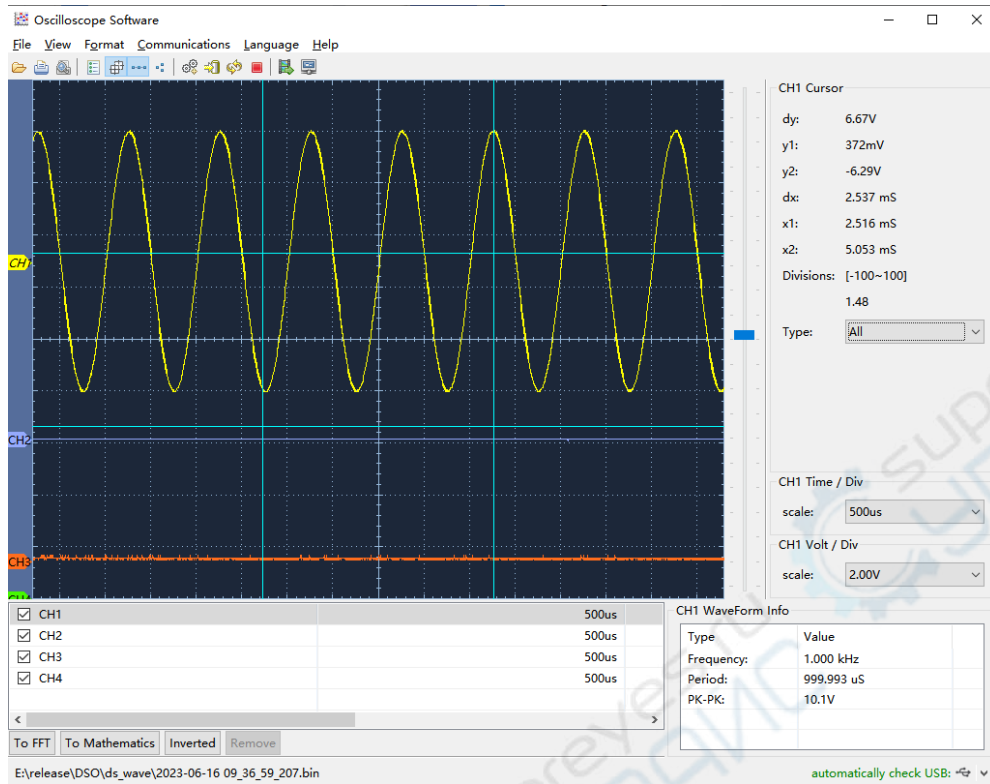 Oscilloscope Software
File View Format Communications Language Help
CH1 Cursor
dy: 6.67V
y1: 372mV
y2: -6.29V
dx: 2.537 mS
x1: 2.516 mS
x2: 5.053 mS
Divisions: [-100~100]
1.48
Type: All
CH
CH2
CH3
CH1 Time / Div
scale: 500us
CH1 Volt / Div
scale: 2.00V
CH1 500us
CH2 500us
CH3 500us
CH4 500us
CH1 WaveForm Info
Type Value
Frequency: 1.000 kHz
Period: 999.993 uS
PK-PK: 10.1V
To FFT To Mathematics Inverted Remove
E:\release\DSO\ds_wave\2023-06-16 09_36_59_207.bin
automatically check USB: